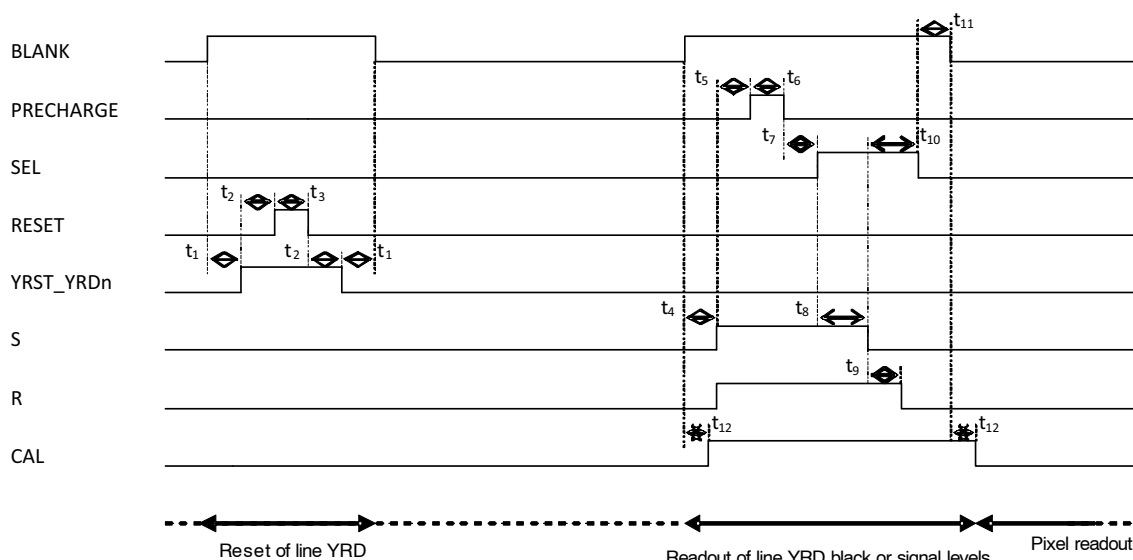 t₁₁
BLANK
t₅ t₆
PRECHARGE
t₇ t₁₀
SEL
t₂ t₃
RESET
t₁ t₂ t₁
YRST_YRDn
t₄ t₈
S
t₉
R
t₁₂ t₁₂
CAL
Reset of line YRD
Readout of line YRD black or signal levels
Pixel readout